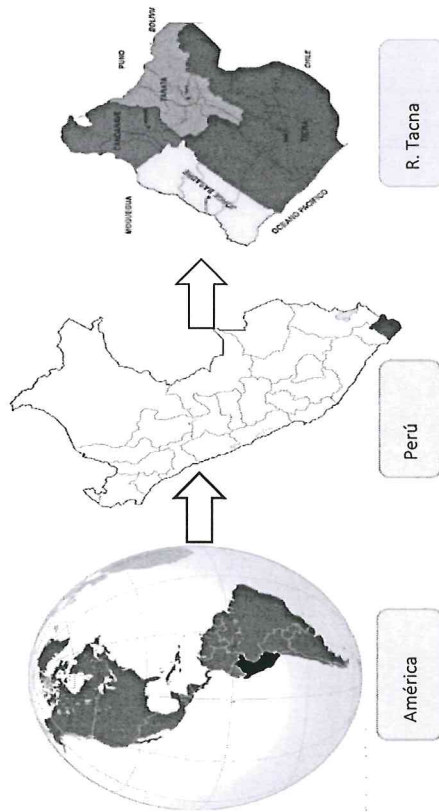 América
Perú
R. Tacna
MOQUEGUA
PUNO
BOLIVIA
CANDARAVE
TARATA
JORGE BASADRE
TACNA
CHILE
OCEANO PACIFICO